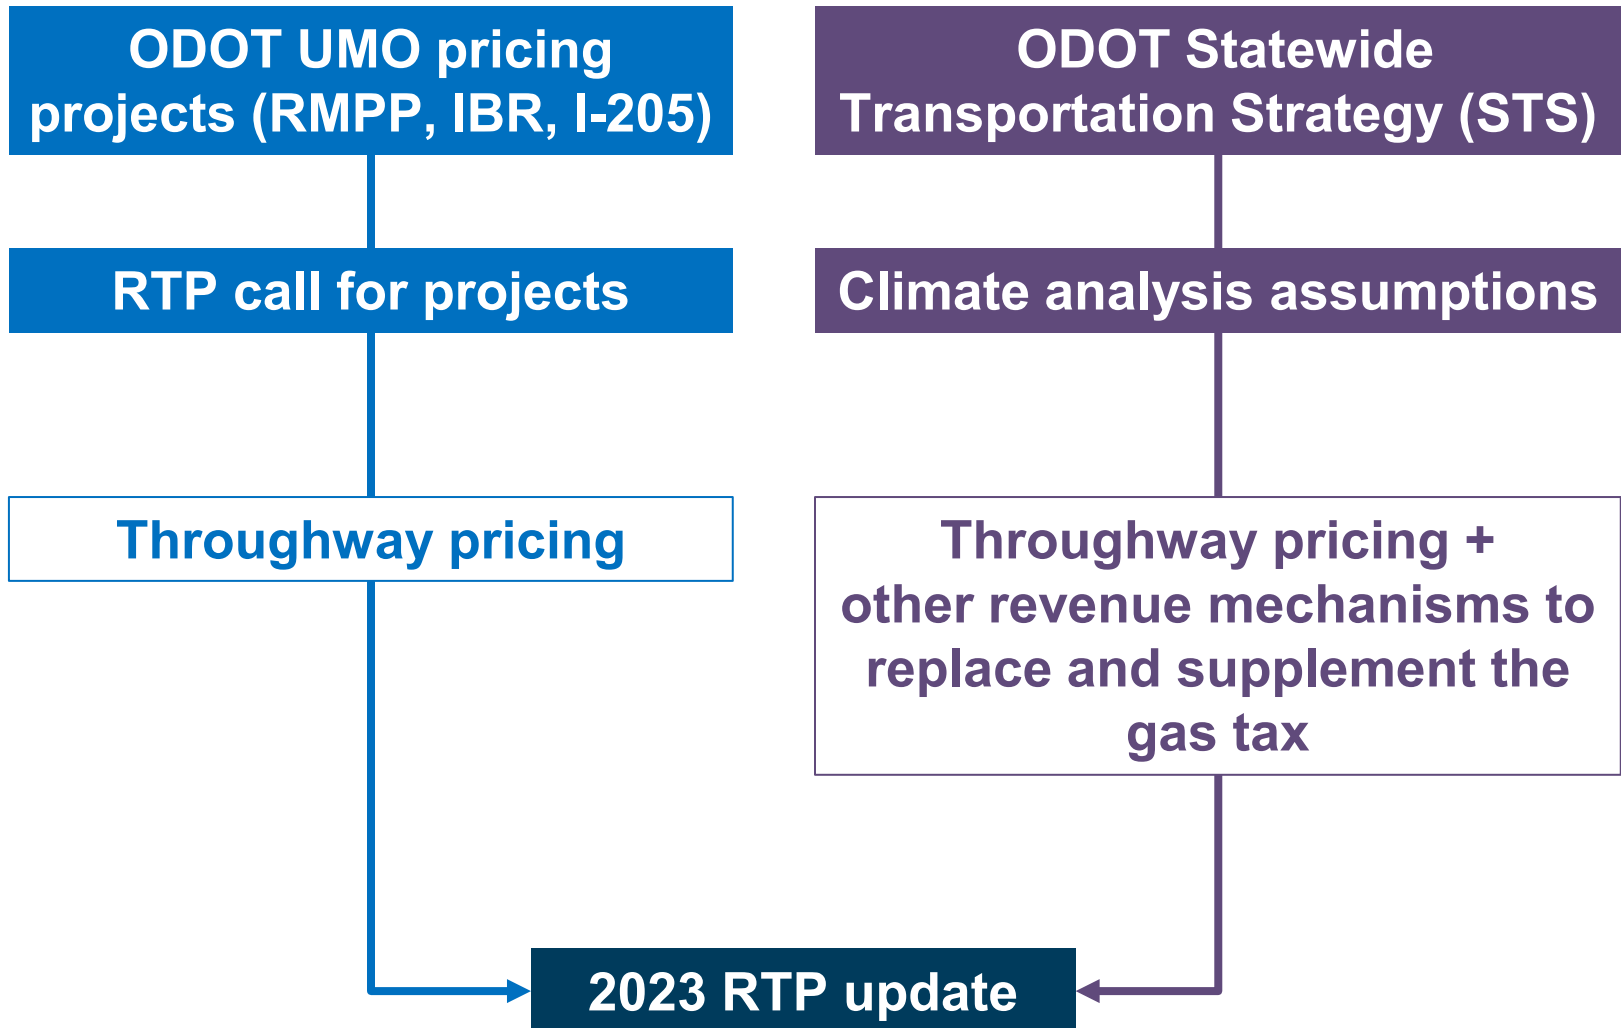 ODOT UMO pricing
projects (RMPP, IBR, I-205)
RTP call for projects
Throughway pricing
ODOT Statewide
Transportation Strategy (STS)
Climate analysis assumptions
Throughway pricing +
other revenue mechanisms to
replace and supplement the
gas tax
2023 RTP update